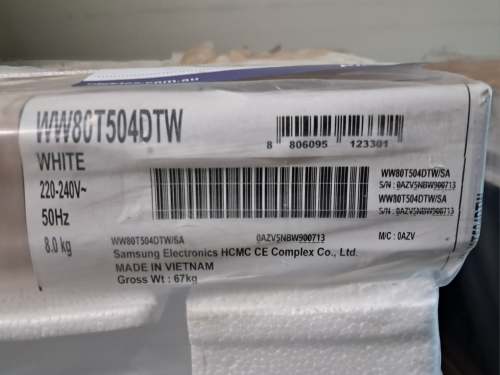 WW80T504DTW
WHITE
220-240V~
50Hz
8.0 kg
8 806095 123301
WW80T504DTW/SA
S/N : 0AZV5NBW900713
WW80T504DTW/SA
S/N : 0AZV5NBW900713
M/C : 0AZV
WW80T504DTW/SA 0AZV5NBW900713
Samsung Electronics HCMC CE Complex Co., Ltd.
MADE IN VIETNAM
Gross Wt : 67kg